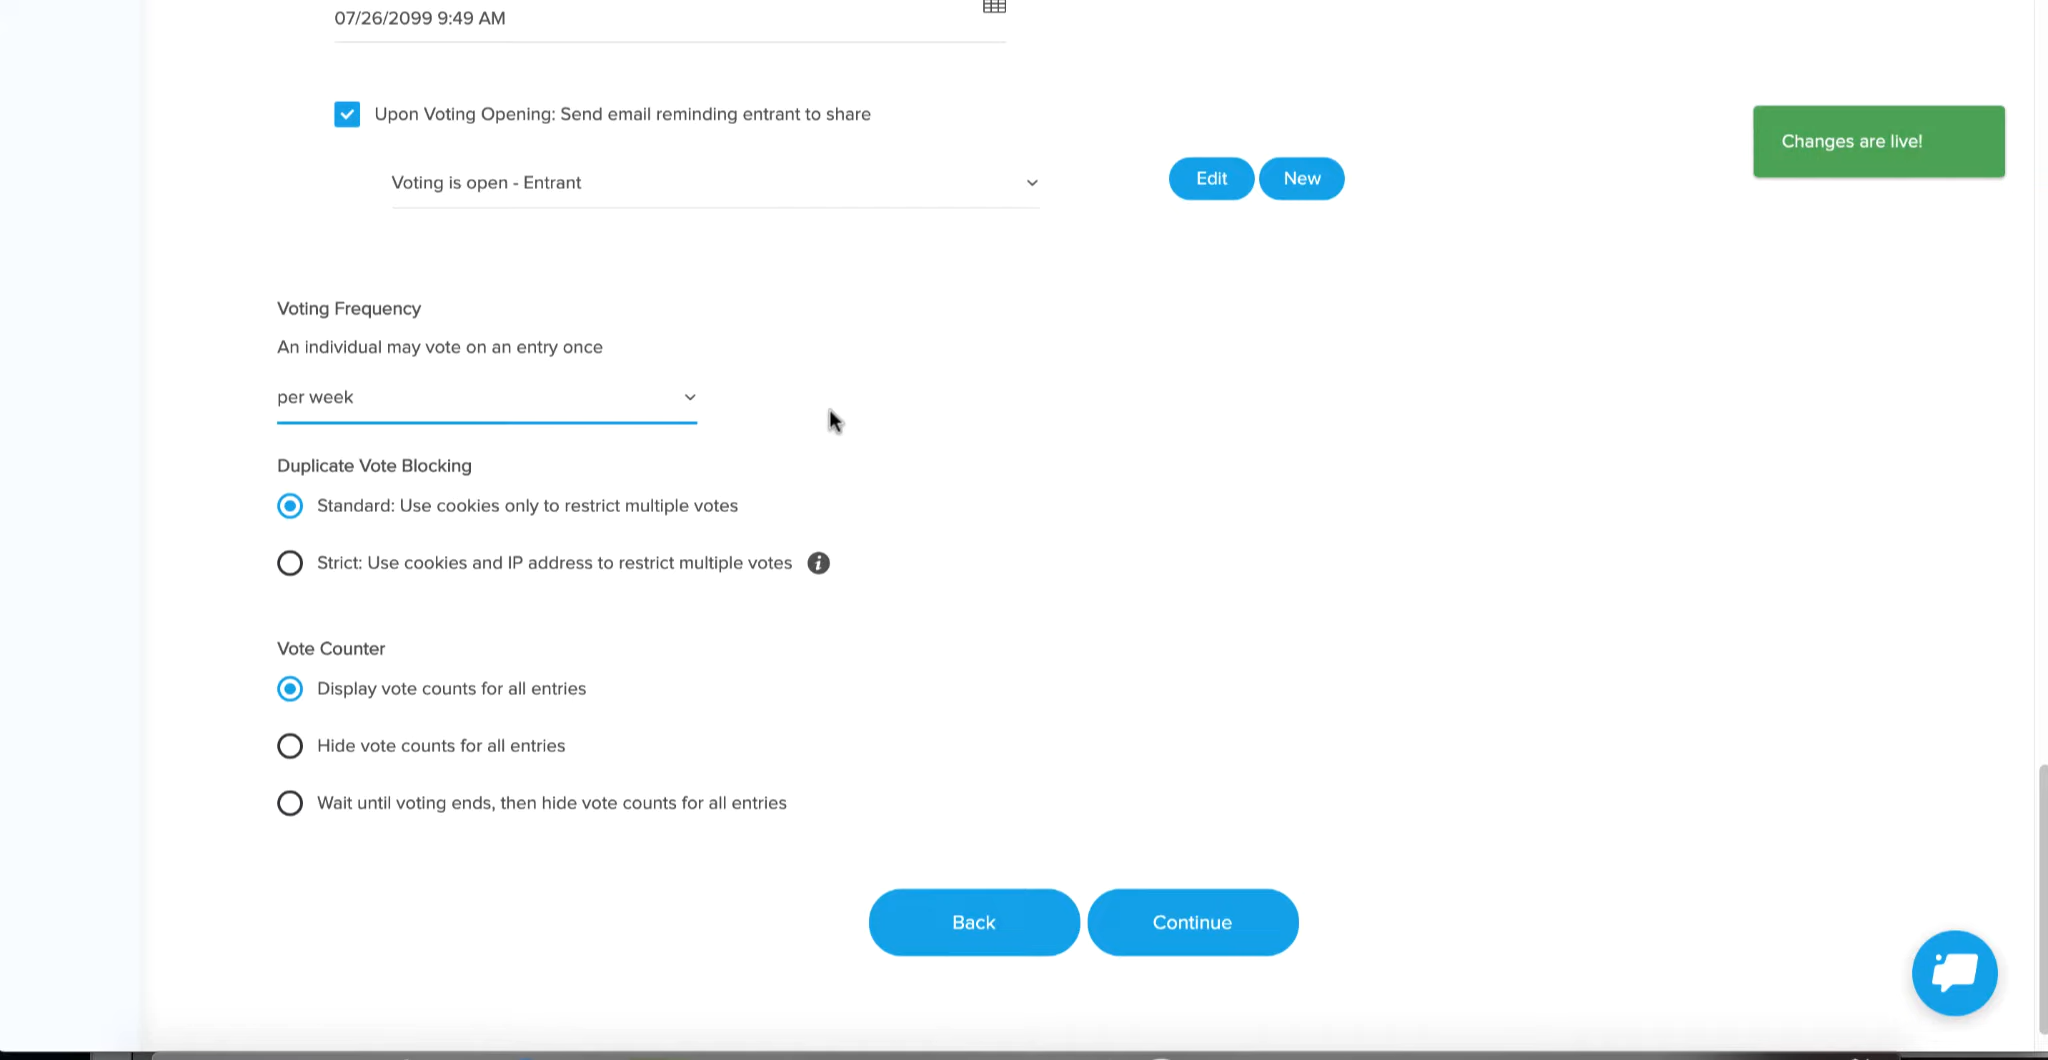 07/26/2099 9:49 AM
Upon Voting Opening: Send email reminding entrant to share
Changes are live!
Voting is open - Entrant
Edit
New
Voting Frequency
An individual may vote on an entry once
per week
Duplicate Vote Blocking
Standard: Use cookies only to restrict multiple votes
Strict: Use cookies and IP address to restrict multiple votes
Vote Counter
Display vote counts for all entries
Hide vote counts for all entries
Wait until voting ends, then hide vote counts for all entries
Back
Continue